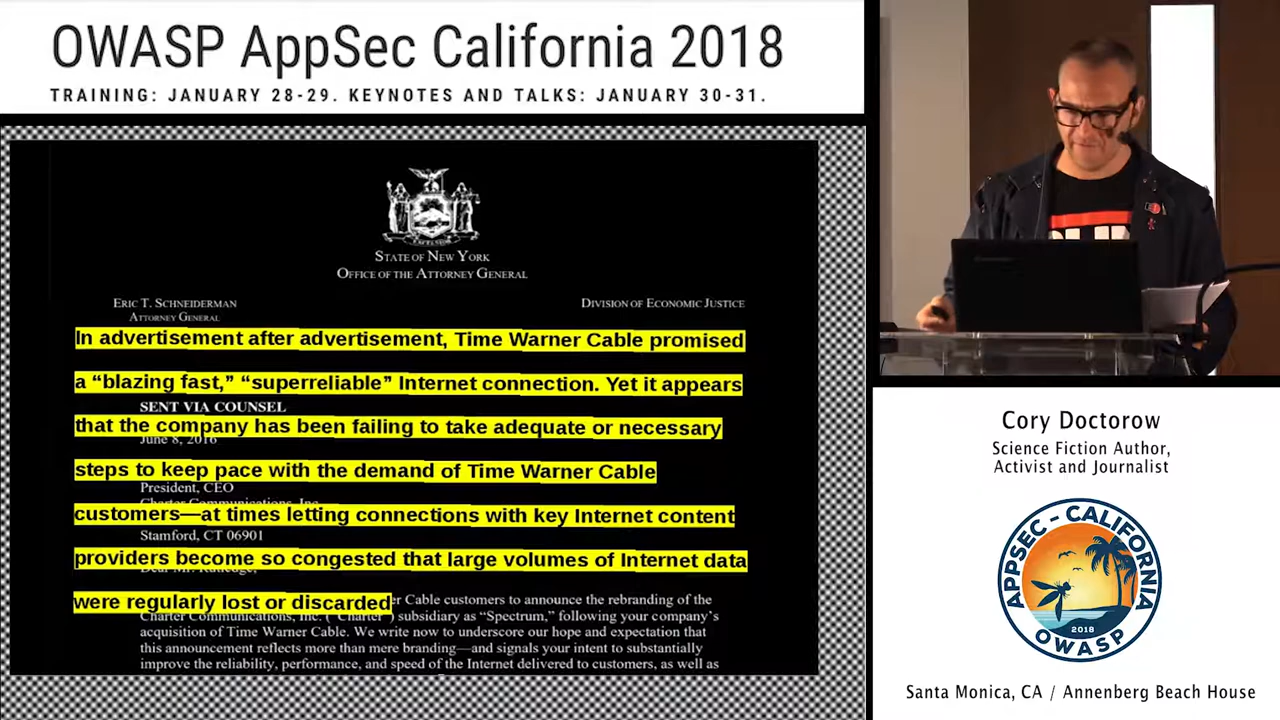 OWASP AppSec California 2018
TRAINING: JANUARY 28-29. KEYNOTES AND TALKS: JANUARY 30-31.
EXCELSIOR
STATE OF NEW YORK
OFFICE OF THE ATTORNEY GENERAL
ERIC T. SCHNEIDERMAN
ATTORNEY GENERAL
DIVISION OF ECONOMIC JUSTICE
In advertisement after advertisement, Time Warner Cable promised
a “blazing fast,” “superreliable” Internet connection. Yet it appears
SENT VIA COUNSEL
that the company has been failing to take adequate or necessary
June 8, 2016
steps to keep pace with the demand of Time Warner Cable
President, CEO
Charter Communications, Inc.
customers—at times letting connections with key Internet content
Stamford, CT 06901
providers become so congested that large volumes of Internet data
Dear Mr. Rutledge,
were regularly lost or discarded
Cable customers to announce the rebranding of the
Charter Communications, Inc. (“Charter”) subsidiary as “Spectrum,” following your company’s
acquisition of Time Warner Cable. We write now to underscore our hope and expectation that
this announcement reflects more than mere branding—and signals your intent to substantially
improve the reliability, performance, and speed of the Internet delivered to customers, as well as
Cory Doctorow
Science Fiction Author,
Activist and Journalist
APPSEC - CALIFORNIA
2018
OWASP
Santa Monica, CA / Annenberg Beach House